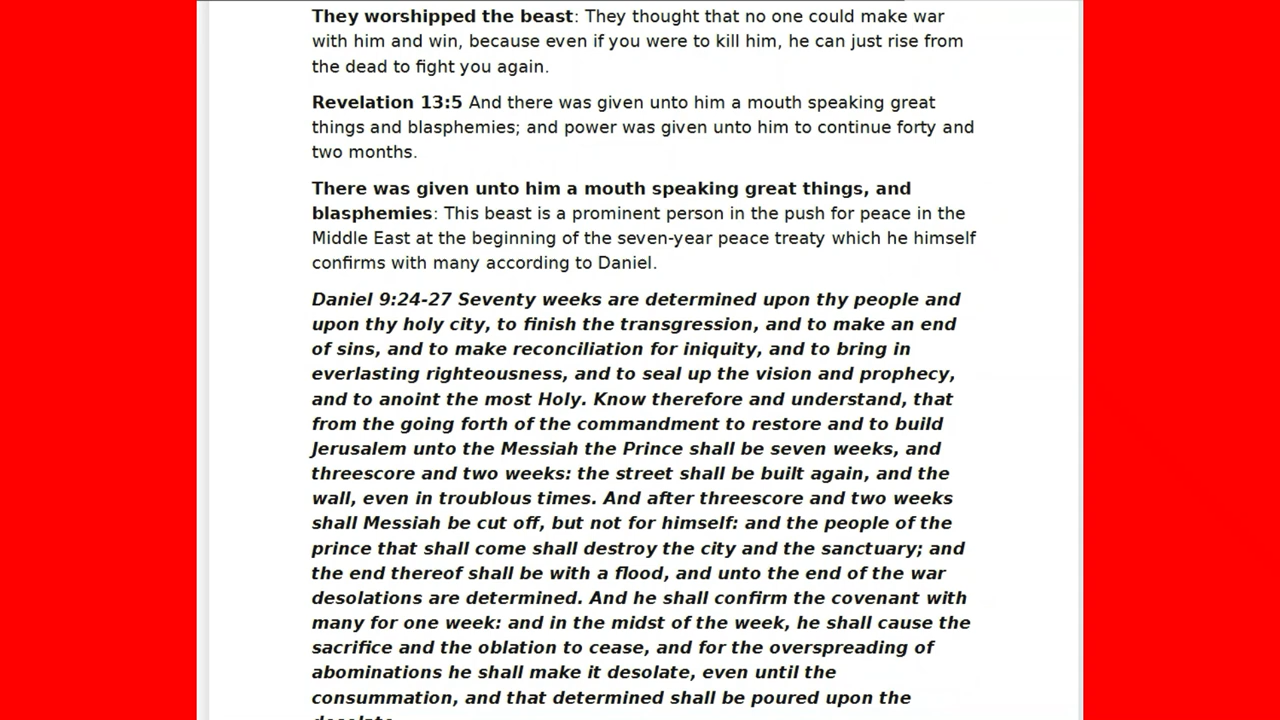 They worshipped the beast: They thought that no one could make war
with him and win, because even if you were to kill him, he can just rise from
the dead to fight you again.
Revelation 13:5 And there was given unto him a mouth speaking great
things and blasphemies; and power was given unto him to continue forty and
two months.
There was given unto him a mouth speaking great things, and
blasphemies: This beast is a prominent person in the push for peace in the
Middle East at the beginning of the seven-year peace treaty which he himself
confirms with many according to Daniel.
Daniel 9:24-27 Seventy weeks are determined upon thy people and
upon thy holy city, to finish the transgression, and to make an end
of sins, and to make reconciliation for iniquity, and to bring in
everlasting righteousness, and to seal up the vision and prophecy,
and to anoint the most Holy. Know therefore and understand, that
from the going forth of the commandment to restore and to build
Jerusalem unto the Messiah the Prince shall be seven weeks, and
threescore and two weeks: the street shall be built again, and the
wall, even in troublous times. And after threescore and two weeks
shall Messiah be cut off, but not for himself: and the people of the
prince that shall come shall destroy the city and the sanctuary; and
the end thereof shall be with a flood, and unto the end of the war
desolations are determined. And he shall confirm the covenant with
many for one week: and in the midst of the week, he shall cause the
sacrifice and the oblation to cease, and for the overspreading of
abominations he shall make it desolate, even until the
consummation, and that determined shall be poured upon the